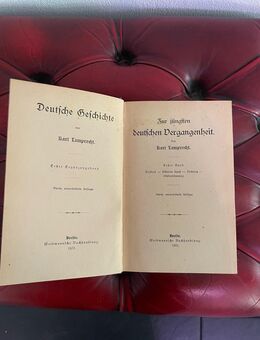 Deutsche Geschichte
von
Karl Lamprecht.
Erster Ergänzungsband
Berlin.
Weidmannsche Buchhandlung
Zur jüngsten
deutschen Vergangenheit.
Von
Karl Lamprecht.
Erster Band
Berlin.
Weidmannsche Buchhandlung